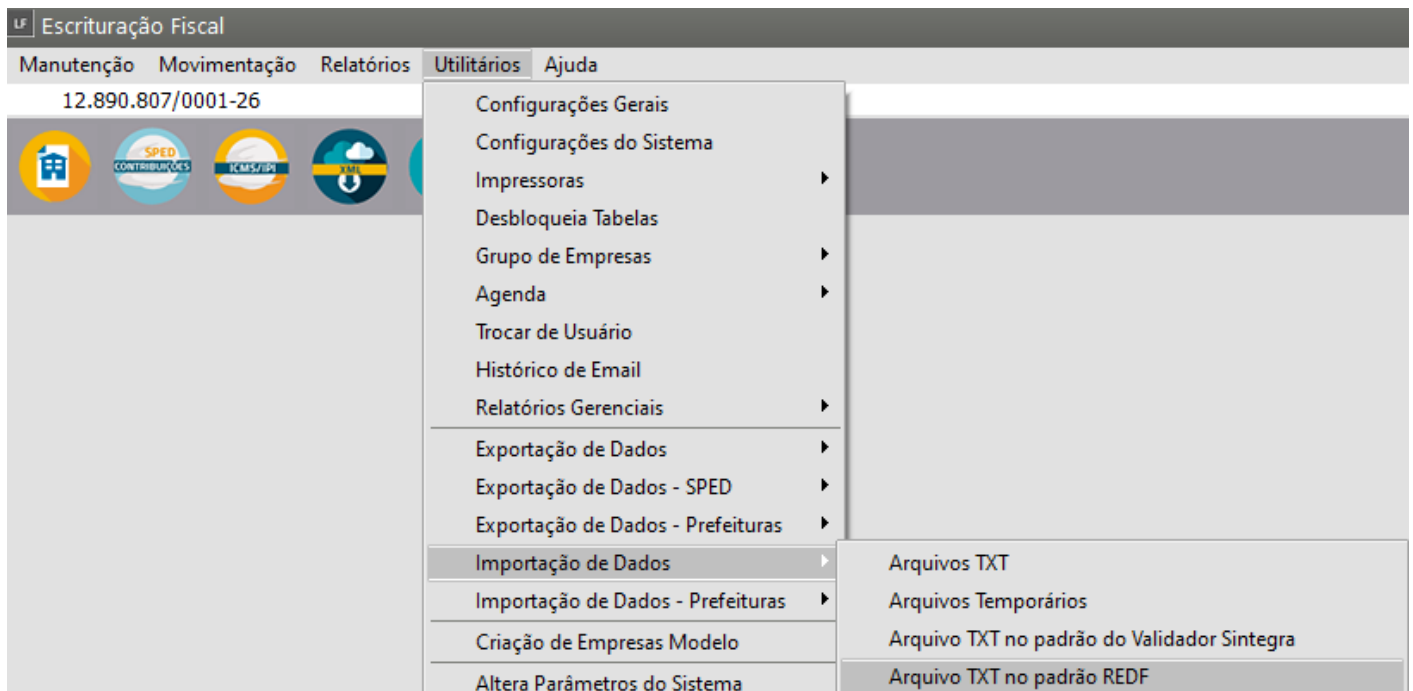 LF Escrituração Fiscal
Manutenção Movimentação Relatórios Utilitários Ajuda
12.890.807/0001-26
SPED
CONTRIBUIÇÕES
ICMS/IPI
XML
Configurações Gerais
Configurações do Sistema
Impressoras
Desbloqueia Tabelas
Grupo de Empresas
Agenda
Trocar de Usuário
Histórico de Email
Relatórios Gerenciais
Exportação de Dados
Exportação de Dados - SPED
Exportação de Dados - Prefeituras
Importação de Dados
Importação de Dados - Prefeituras
Criação de Empresas Modelo
Altera Parâmetros do Sistema
Arquivos TXT
Arquivos Temporários
Arquivo TXT no padrão do Validador Sintegra
Arquivo TXT no padrão REDF